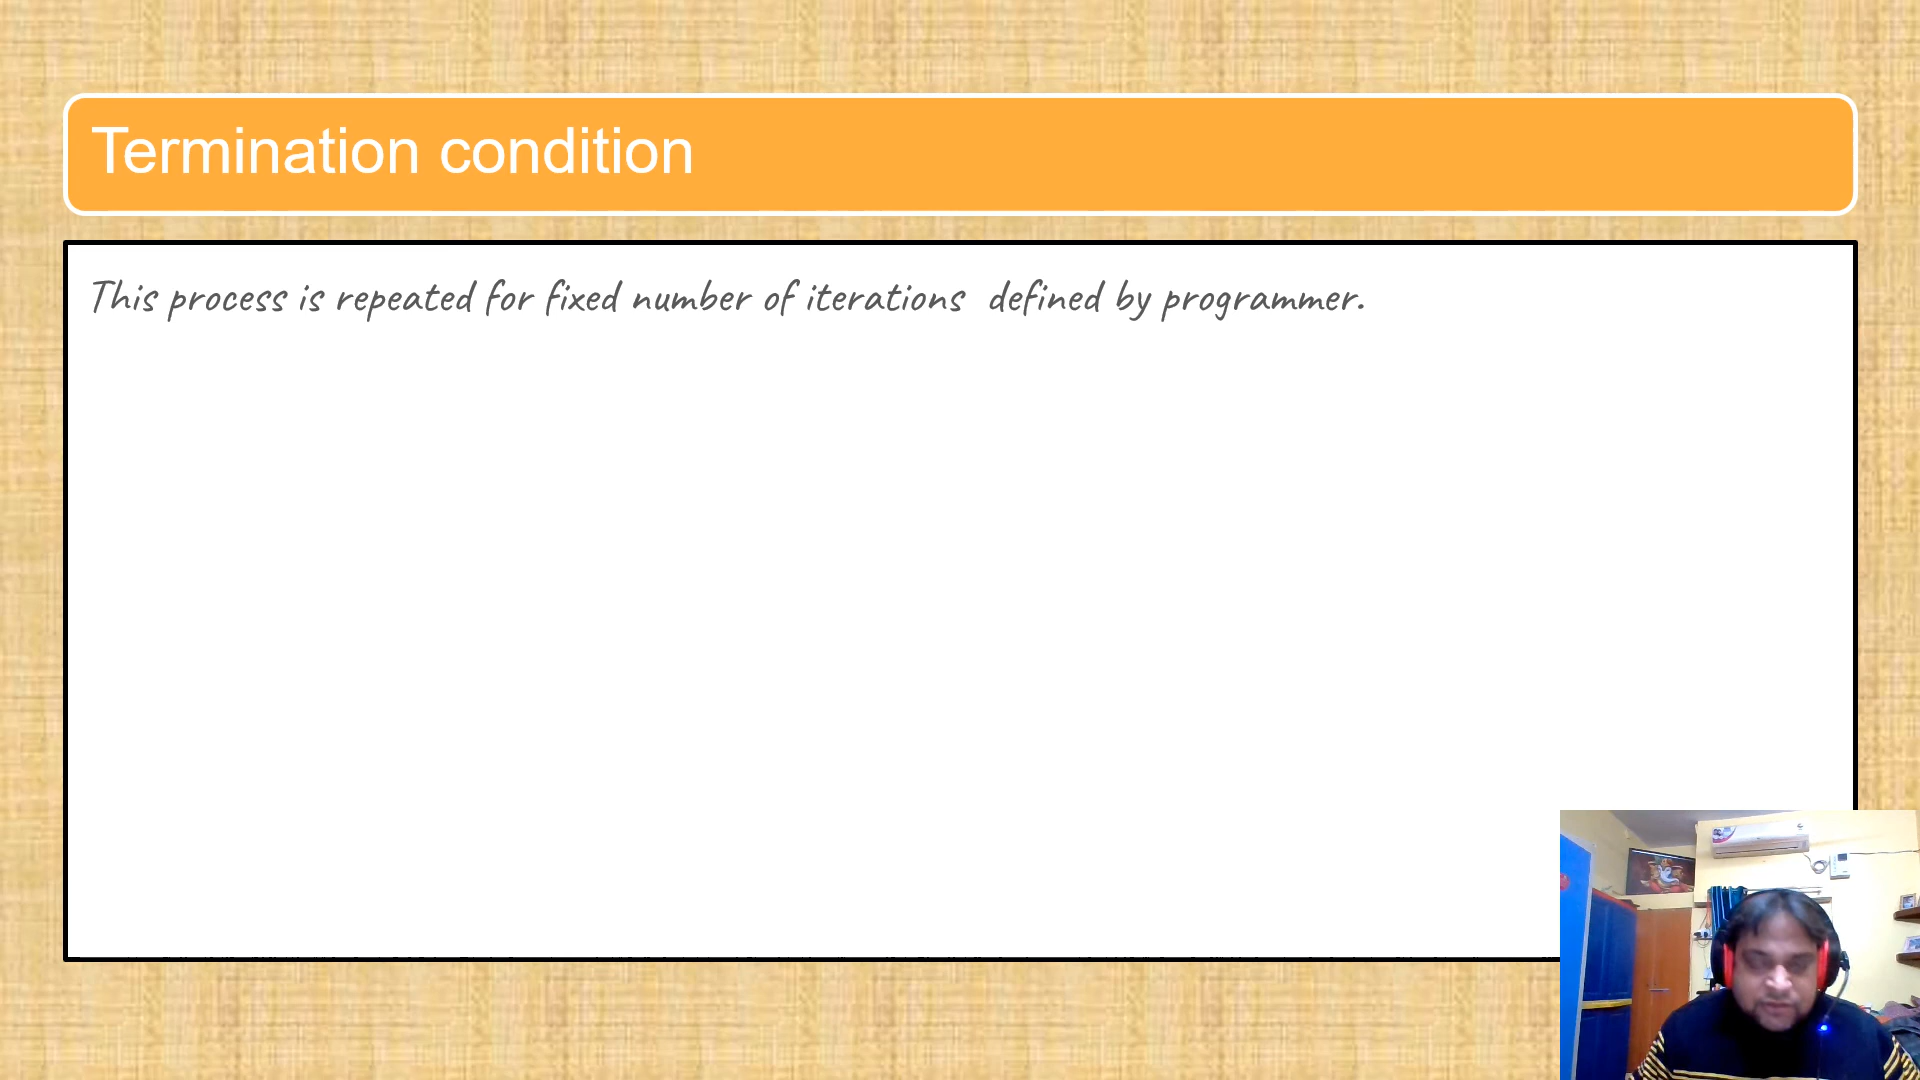 Termination condition
This process is repeated for fixed number of iterations  defined by programmer.